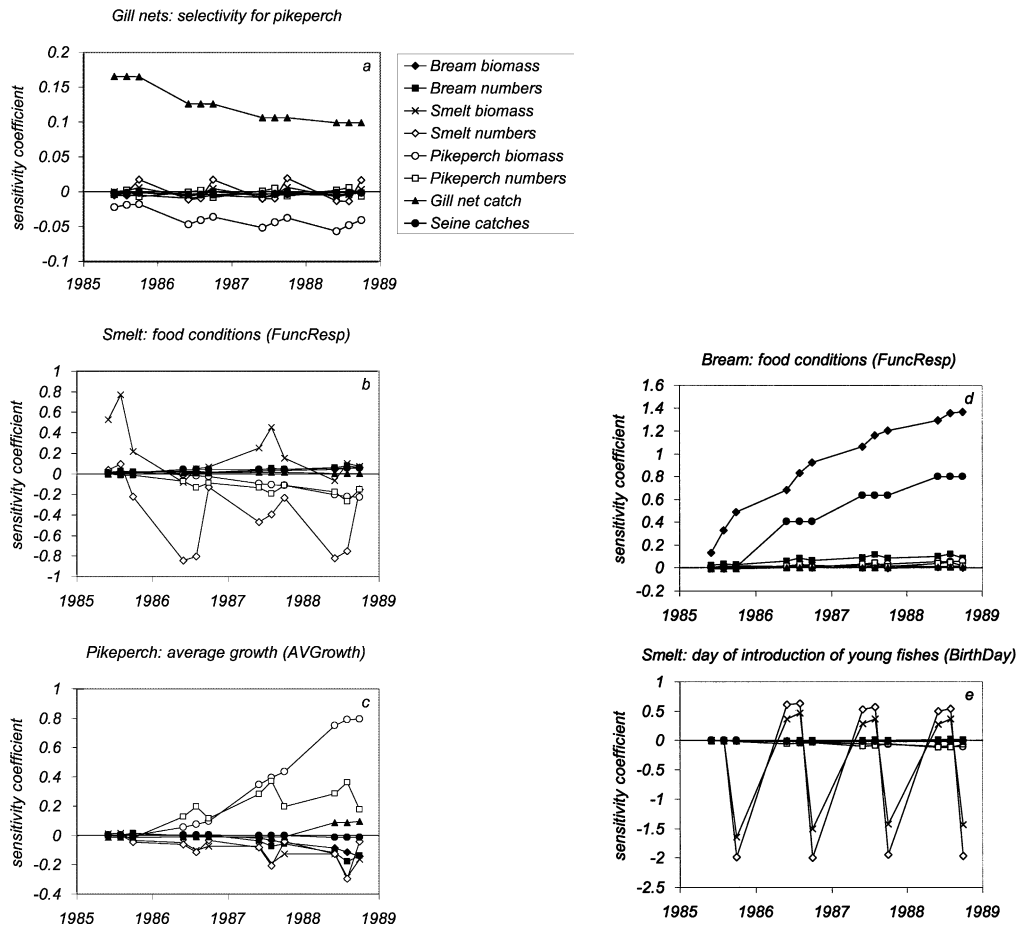 Gill nets: selectivity for pikeperch
a
sensitivity coefficient
0.2
0.15
0.1
0.05
0
-0.05
-0.1
1985 1986 1987 1988 1989
Bream biomass
Bream numbers
Smelt biomass
Smelt numbers
Pikeperch biomass
Pikeperch numbers
Gill net catch
Seine catches
Smelt: food conditions (FuncResp)
b
sensitivity coefficient
1
0.8
0.6
0.4
0.2
0
-0.2
-0.4
-0.6
-0.8
-1
1985 1986 1987 1988 1989
Bream: food conditions (FuncResp)
d
sensitivity coefficient
1.6
1.4
1.2
1
0.8
0.6
0.4
0.2
0
-0.2
1985 1986 1987 1988 1989
Pikeperch: average growth (AVGrowth)
c
sensitivity coefficient
1
0.8
0.6
0.4
0.2
0
-0.2
-0.4
1985 1986 1987 1988 1989
Smelt: day of introduction of young fishes (BirthDay)
e
sensitivity coefficient
1
0.5
0
-0.5
-1
-1.5
-2
-2.5
1985 1986 1987 1988 1989